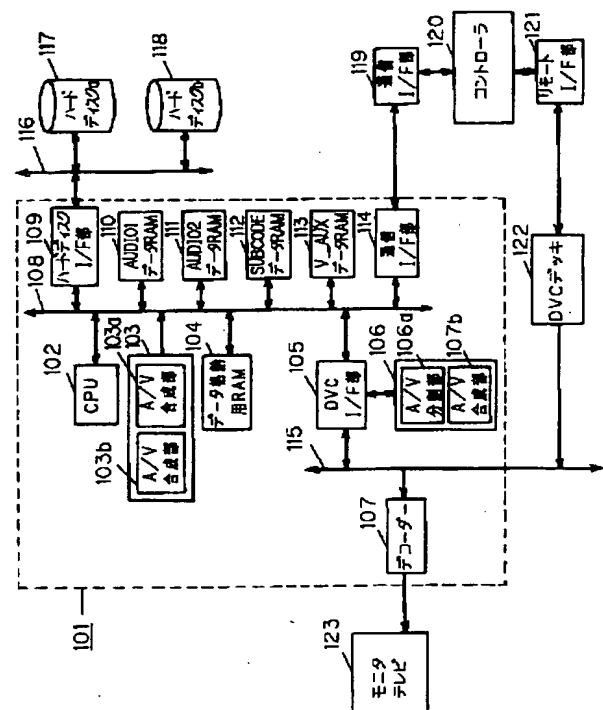 117
ハード
ディスクa
118
ハード
ディスクb
116
119
通信
I/F部
120
コントローラ
121
リモート
I/F部
108
109
ハードディスク
I/F部
110
AUDIO1
データRAM
111
AUDIO2
データRAM
112
SUBCODE
データRAM
113
V_AUX
データRAM
114
通信
I/F部
122
DVCデッキ
102
CPU
103a
103
A/V
合成部
103b
A/V
合成部
104
データ格納
用RAM
105
DVC
I/F部
106
106a
A/V
分割部
107b
A/V
合成部
115
107
デコーダー
101
123
モニタ
テレビ